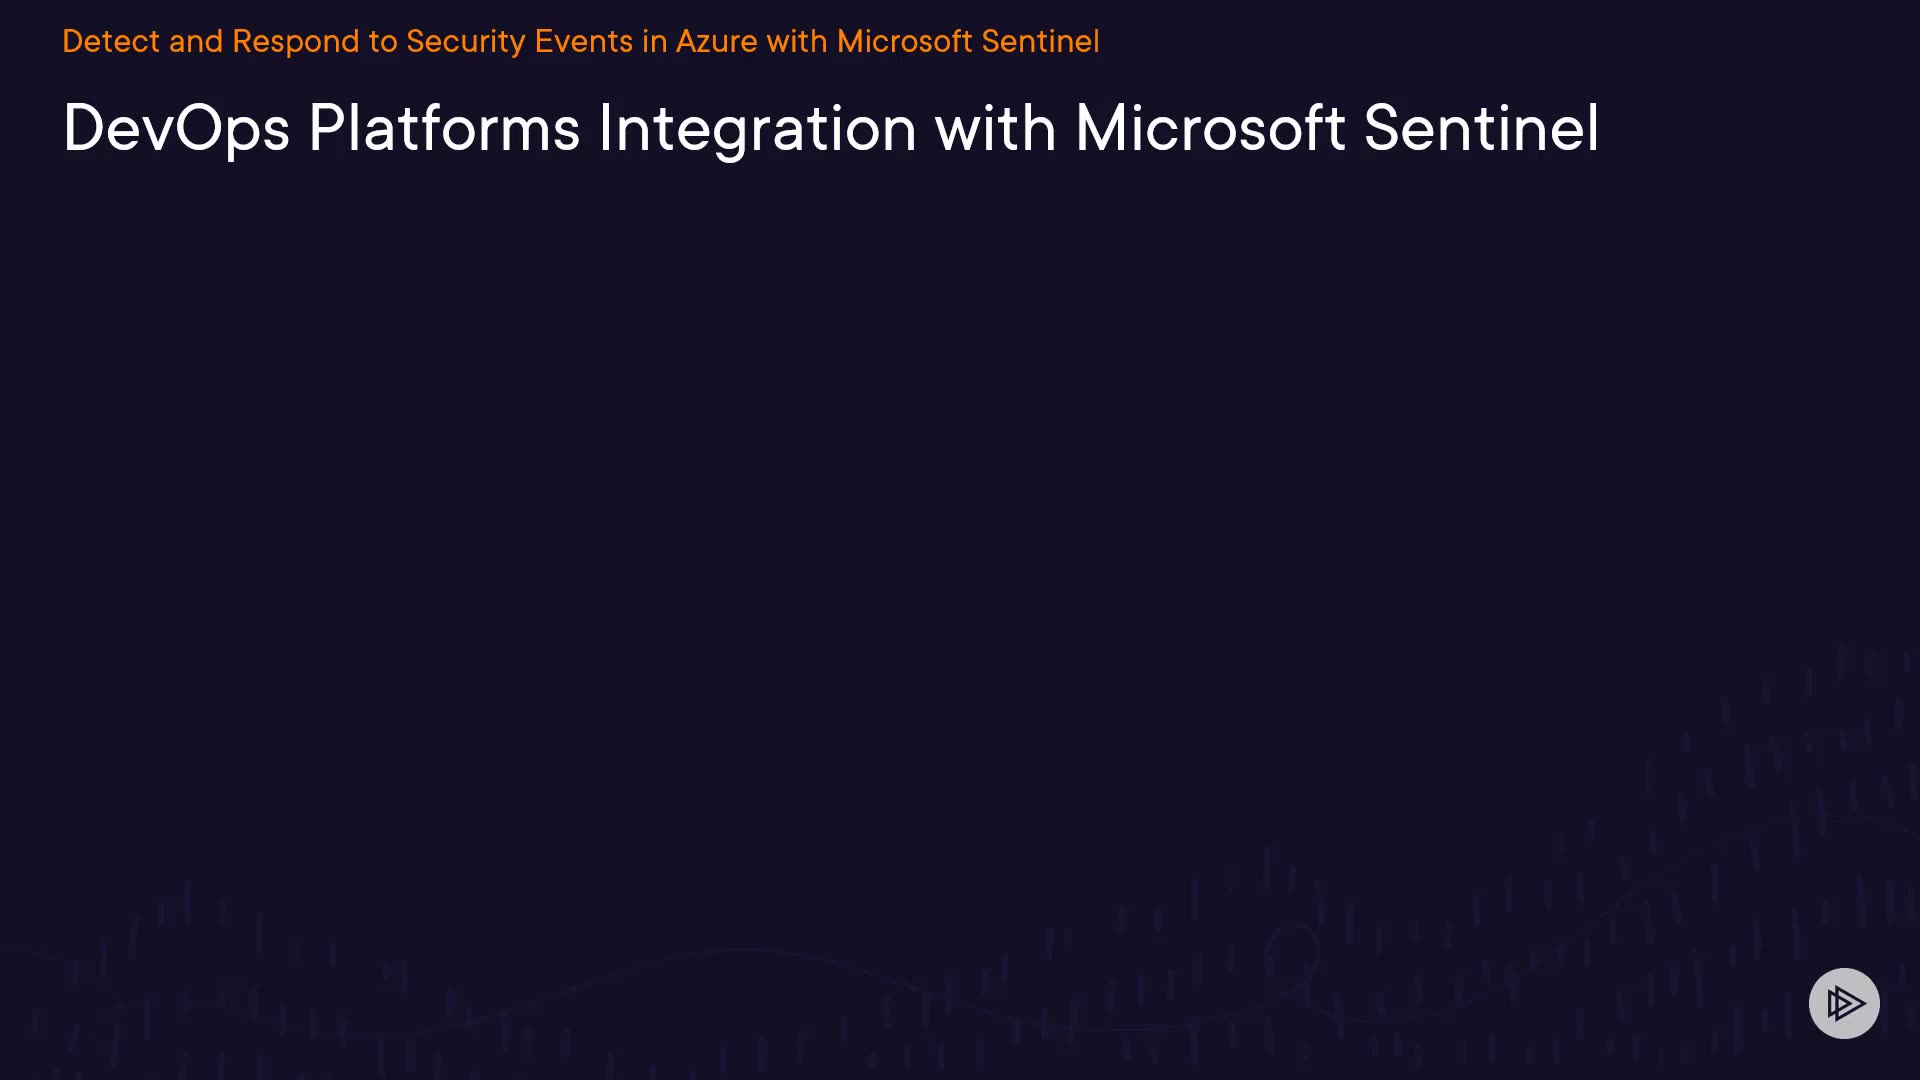 Detect and Respond to Security Events in Azure with Microsoft Sentinel
DevOps Platforms Integration with Microsoft Sentinel